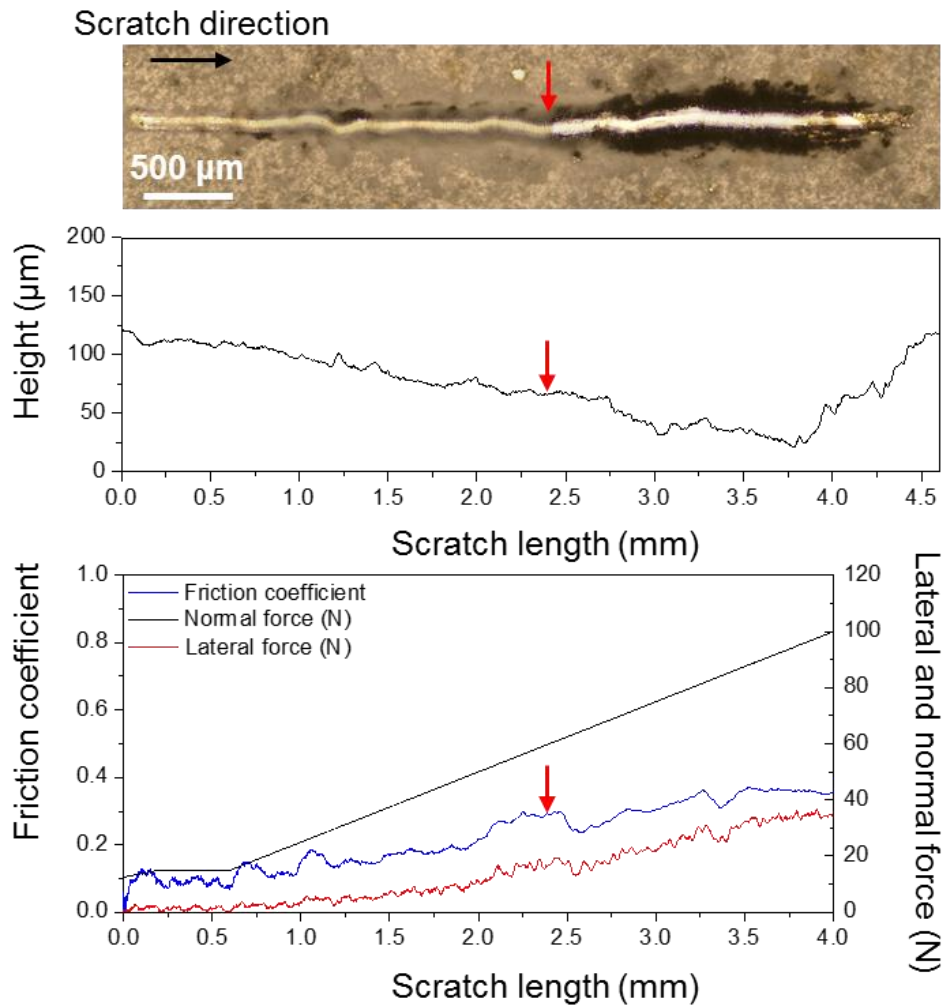 Scratch direction
500 µm
200
150
100
50
0
Height (µm)
0.0 0.5 1.0 1.5 2.0 2.5 3.0 3.5 4.0 4.5
Scratch length (mm)
1.0
0.8
0.6
0.4
0.2
0.0
Friction coefficient
Friction coefficient
Normal force (N)
Lateral force (N)
120
100
80
60
40
20
0
Lateral and normal force (N)
0.0 0.5 1.0 1.5 2.0 2.5 3.0 3.5 4.0
Scratch length (mm)